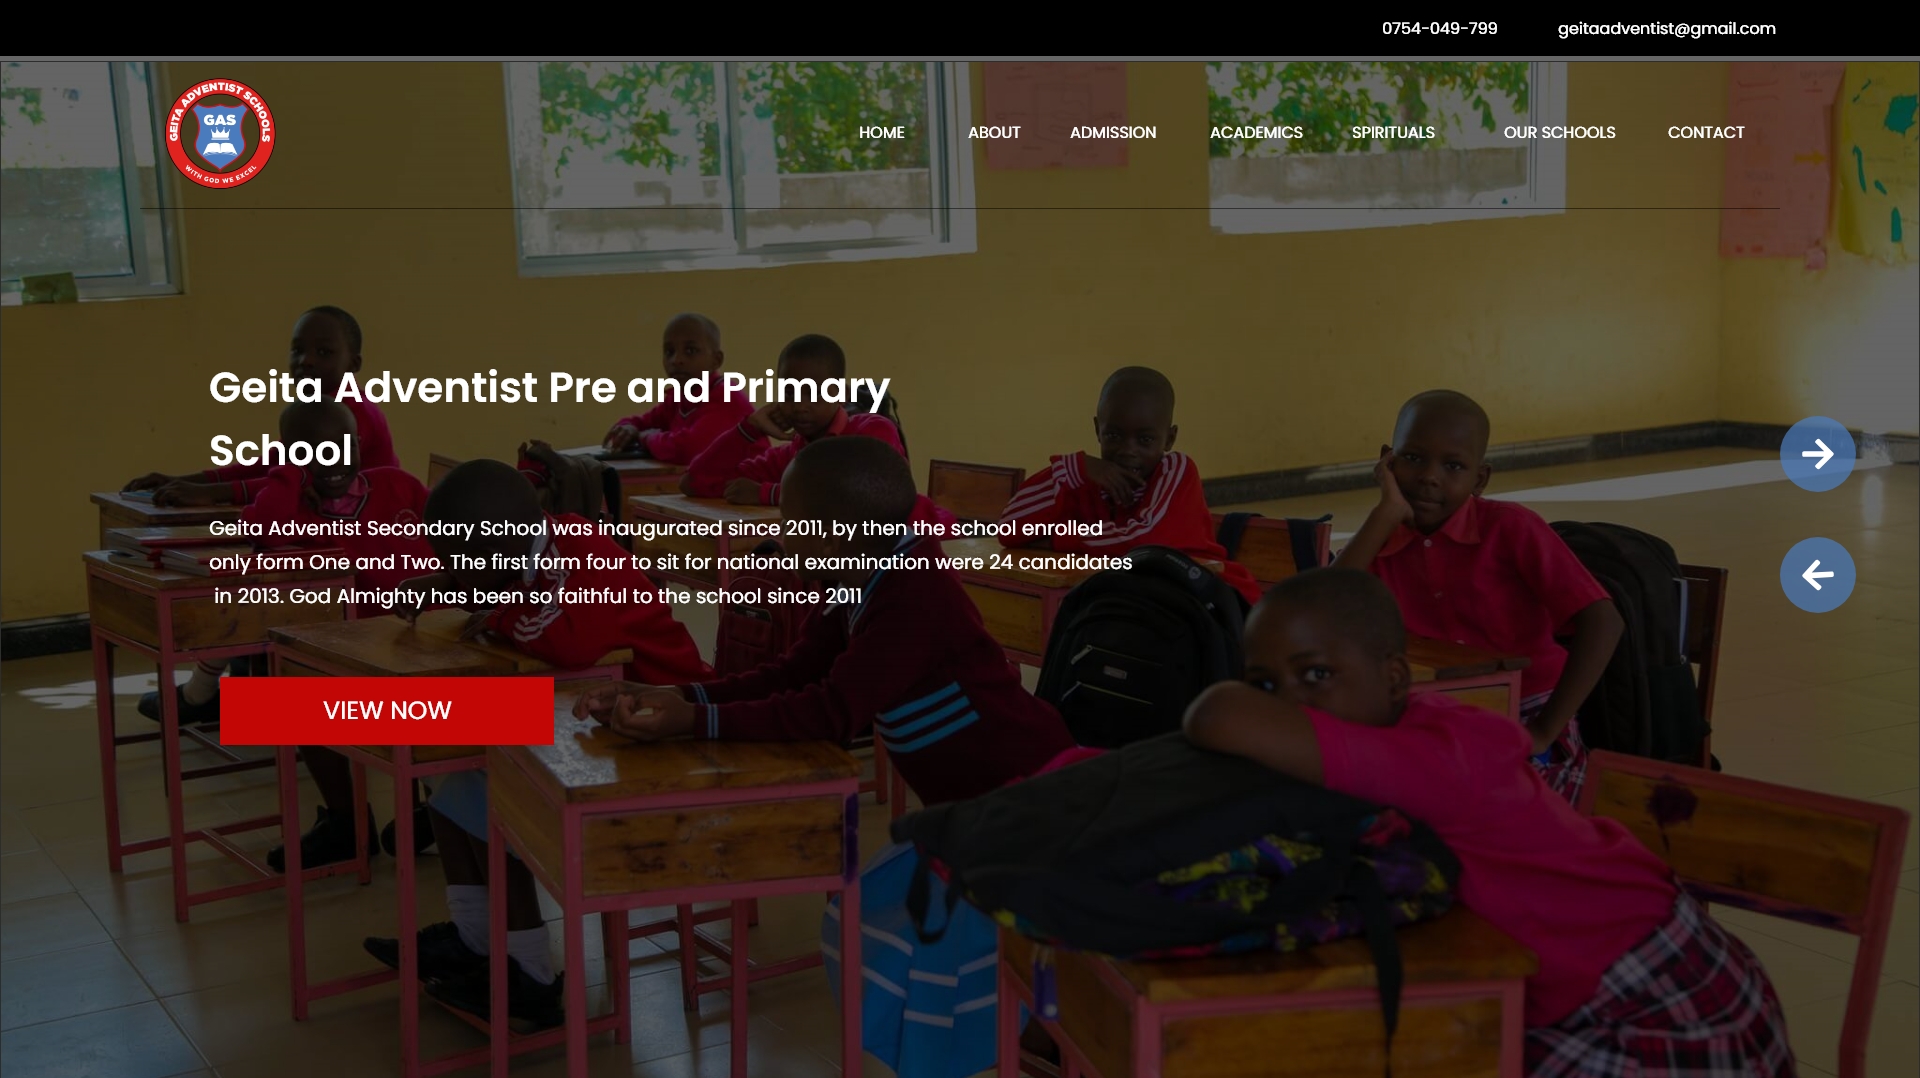 0754-049-799 geitaadventist@gmail.com
GEITA ADVENTIST SCHOOLS
GAS
WITH GOD WE EXCEL
HOME ABOUT ADMISSION ACADEMICS SPIRITUALS OUR SCHOOLS CONTACT
Geita Adventist Pre and Primary
School
Geita Adventist Secondary School was inaugurated since 2011, by then the school enrolled
only form One and Two. The first form four to sit for national examination were 24 candidates
in 2013. God Almighty has been so faithful to the school since 2011
VIEW NOW